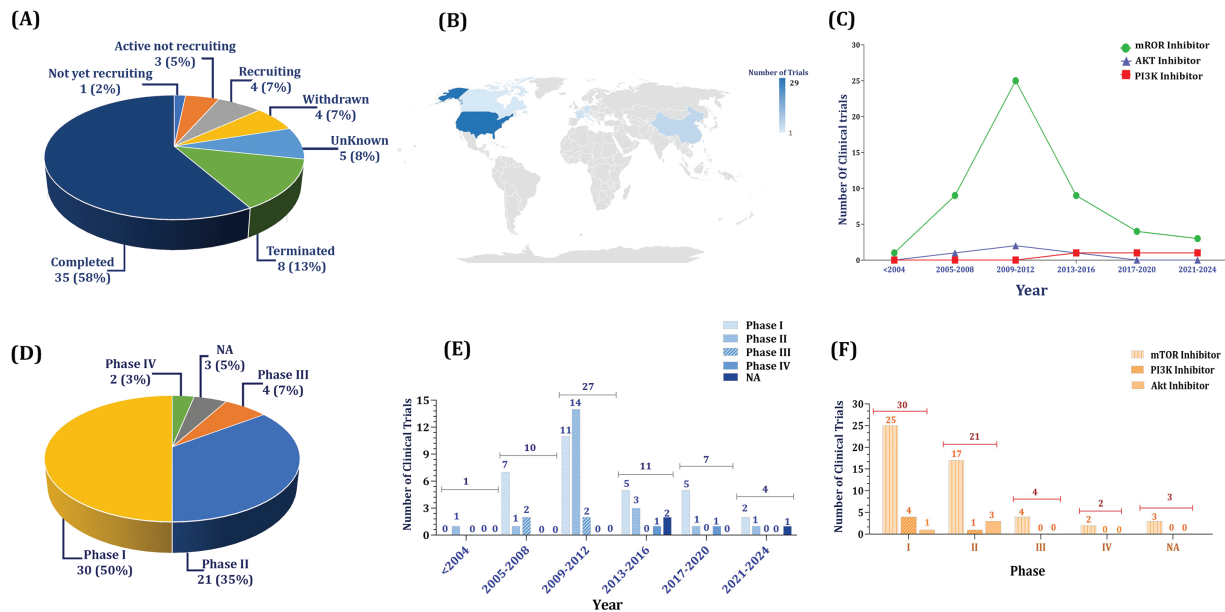 (A)
Active not recruiting
3 (5%)
Not yet recruiting
1 (2%)
Recruiting
4 (7%)
Withdrawn
4 (7%)
UnKnown
5 (8%)
Terminated
8 (13%)
Completed
35 (58%)
(B)
Number of Trials
29
1
(C)
mROR Inhibitor
AKT Inhibitor
PI3K Inhibitor
Number Of Clinical trials
30
25
20
15
10
5
0
<2004
2005-2008
2009-2012
2013-2016
2017-2020
2021-2024
Year
(D)
Phase IV
2 (3%)
NA
3 (5%)
Phase III
4 (7%)
Phase I
30 (50%)
Phase II
21 (35%)
(E)
Phase I
Phase II
Phase III
Phase IV
NA
Number of Clinical Trials
15
12
9
6
3
0
1
0 1 0 0 0
10
7 1 2 0 0
27
11 14 2 0 0
11
5 3 0 1 2
7
5 1 0 1 0
4
2 1 0 0 1
<2004
2005-2008
2009-2012
2013-2016
2017-2020
2021-2024
Year
(F)
mTOR Inhibitor
PI3K Inhibitor
Akt Inhibitor
Number of Clinical Trials
30
25
20
15
10
5
0
30
25 4 1
21
17 1 3
4
4 0 0
2
2 0 0
3
3 0 0
I
II
III
IV
NA
Phase